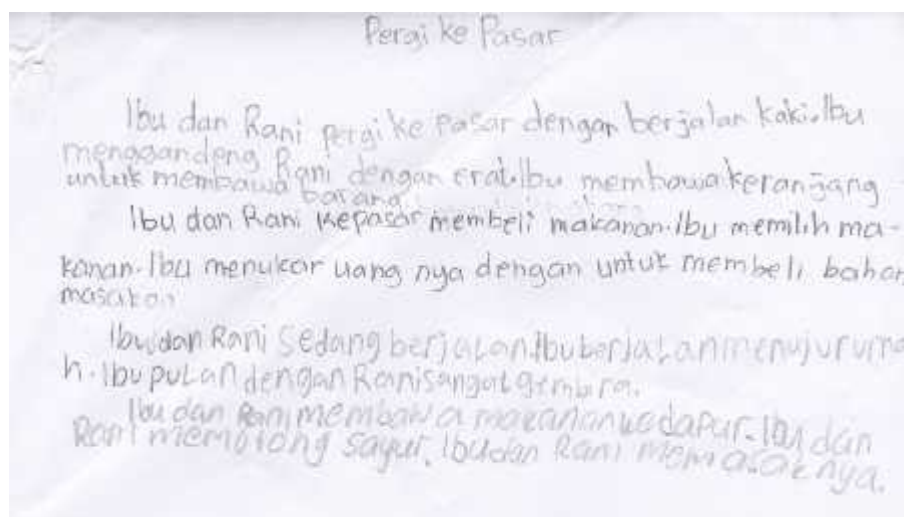 Pergi ke Pasar
Ibu dan Rani pergi ke Pasar dengan berjalan kaki. Ibu
menggandeng Rani dengan erat. Ibu membawa keranjang
untuk membawa barang
Ibu dan Rani kepasar membeli makanan. Ibu memilih ma-
kanan. Ibu menukar uang nya dengan untuk membeli bahan
masakan
Ibu dan Rani Sedang berjalan. Ibu berjalan menuju ruma
h. Ibu pulan dengan Rani sangat gembira.
Ibu dan Rani membawa makanan ke dapur. Ibu dan
Rani memotong sayur. Ibu dan Rani memasaknya.